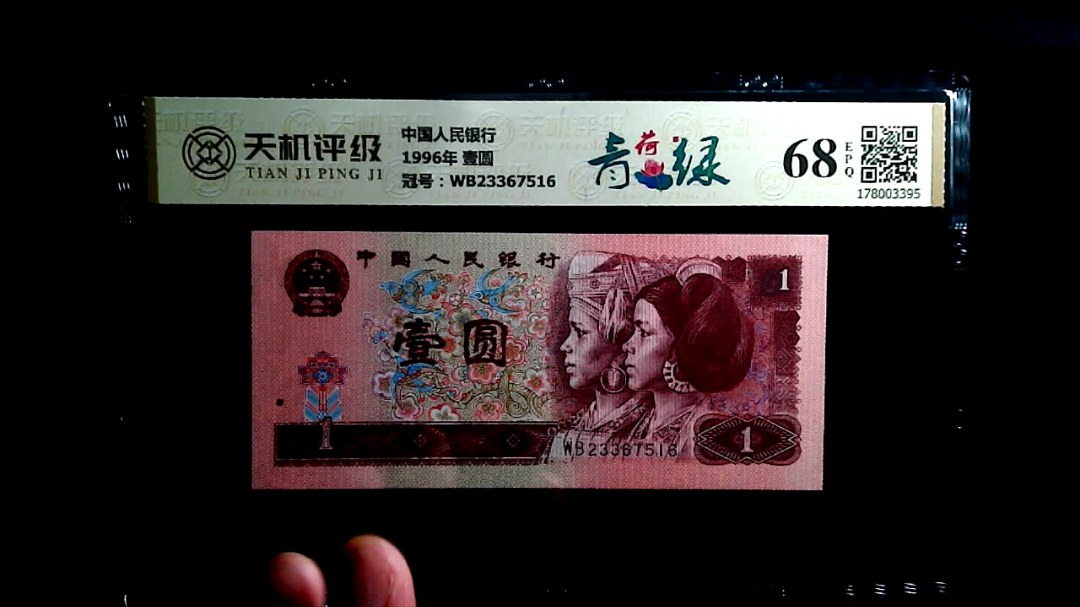 天机评级
TIAN JI PING JI
中国人民银行
1996年 壹圆
冠号：WB23367516
青荷绿
68
EPQ
178003395
中国人民银行
1
壹圆
1
WB23367516
1